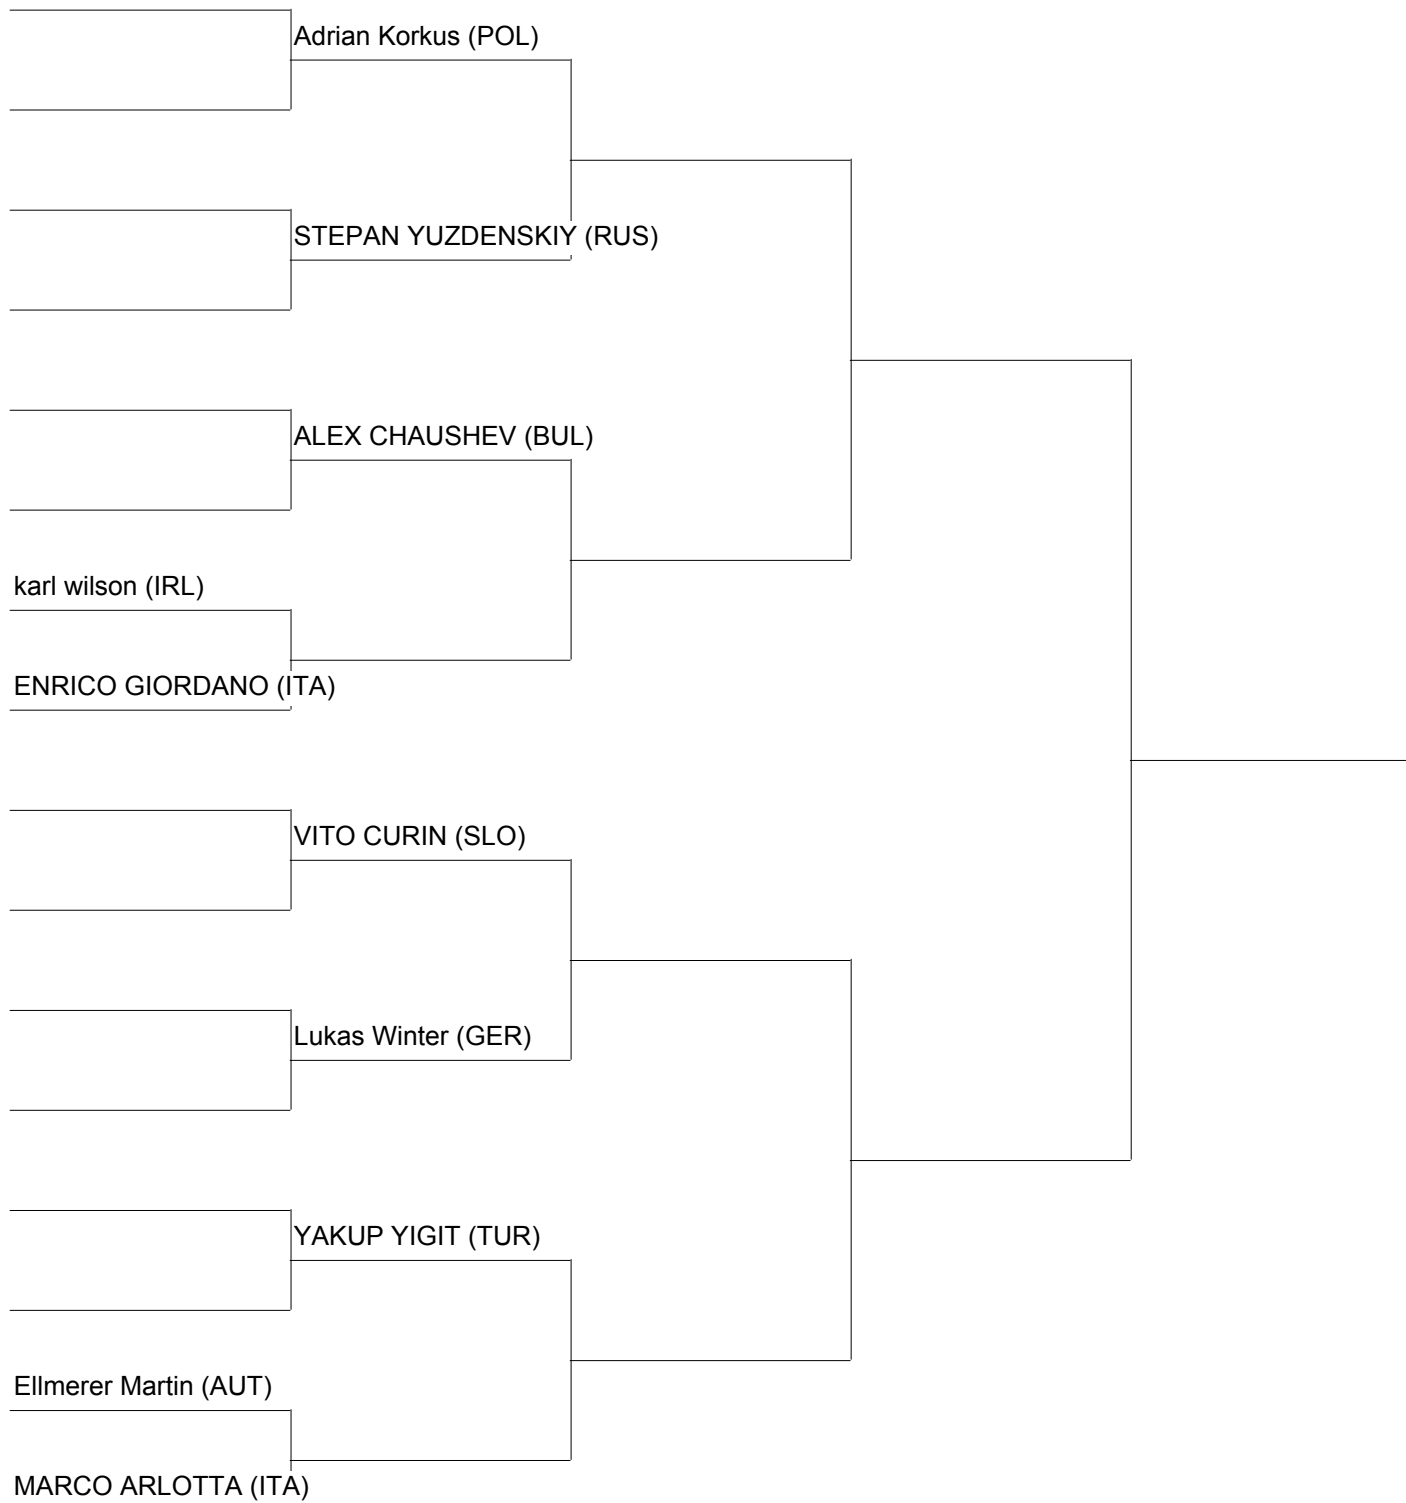 Adrian Korkus (POL)
STEPAN YUZDENSKIY (RUS)
ALEX CHAUSHEV (BUL)
karl wilson (IRL)
ENRICO GIORDANO (ITA)
VITO CURIN (SLO)
Lukas Winter (GER)
YAKUP YIGIT (TUR)
Ellmerer Martin (AUT)
MARCO ARLOTTA (ITA)